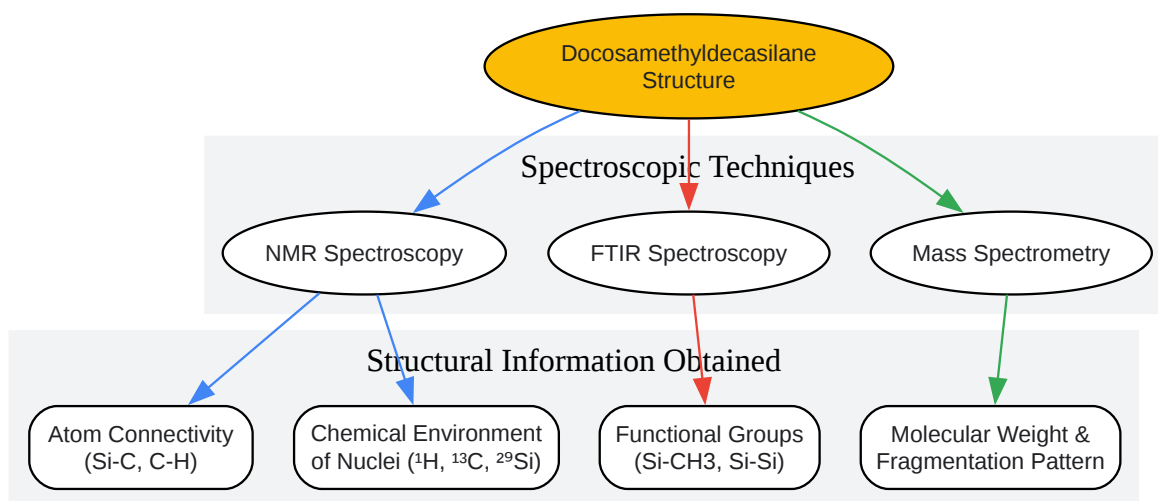 Docosamethyldecasilane
Structure
Spectroscopic Techniques
NMR Spectroscopy
FTIR Spectroscopy
Mass Spectrometry
Structural Information Obtained
Atom Connectivity
(Si-C, C-H)
Chemical Environment
of Nuclei (¹H, ¹³C, ²⁹Si)
Functional Groups
(Si-CH3, Si-Si)
Molecular Weight &
Fragmentation Pattern